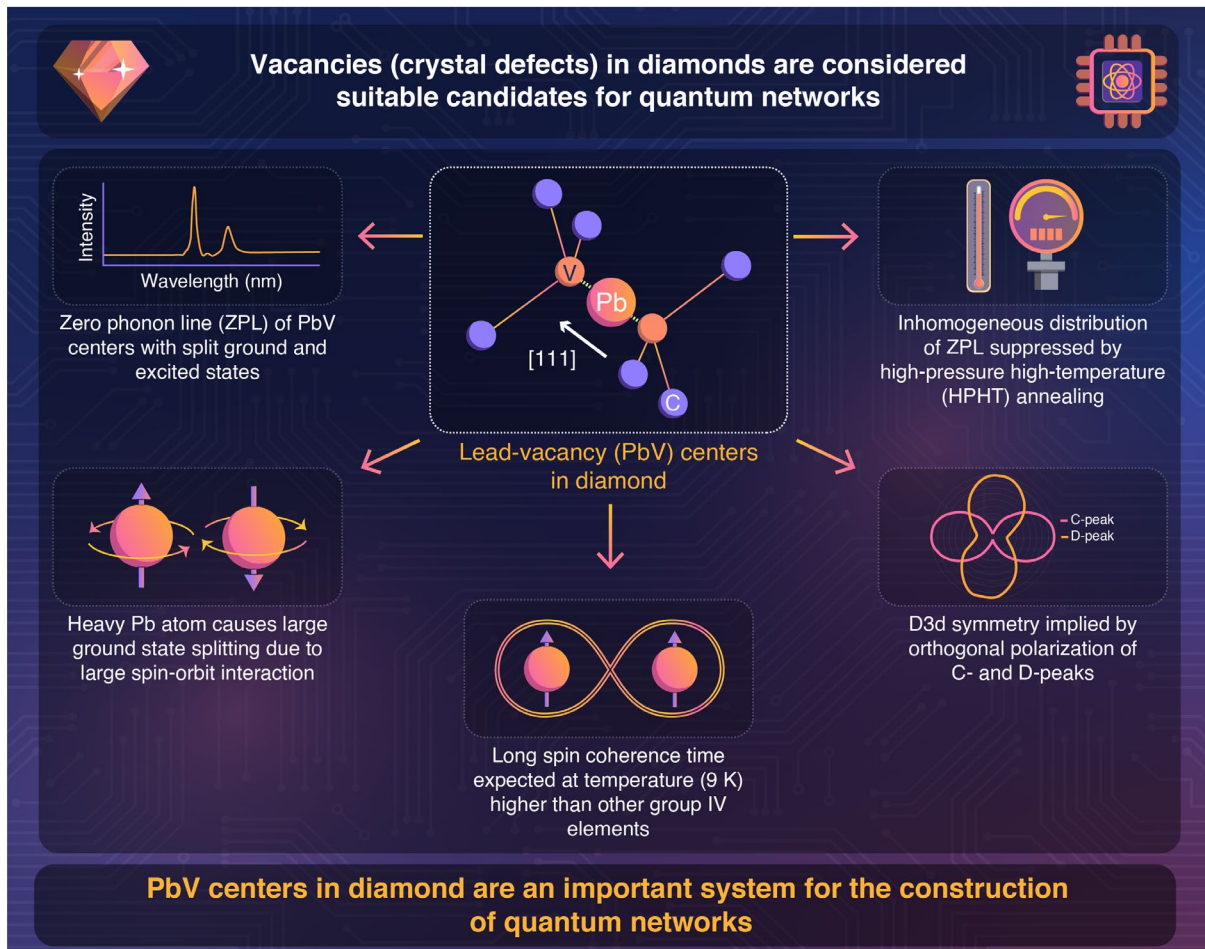 Vacancies (crystal defects) in diamonds are considered
suitable candidates for quantum networks
Intensity
Wavelength (nm)
Zero phonon line (ZPL) of PbV
centers with split ground and
excited states
V
Pb
[111]
C
Lead-vacancy (PbV) centers
in diamond
Inhomogeneous distribution
of ZPL suppressed by
high-pressure high-temperature
(HPHT) annealing
Heavy Pb atom causes large
ground state splitting due to
large spin-orbit interaction
Long spin coherence time
expected at temperature (9 K)
higher than other group IV
elements
C-peak
D-peak
D3d symmetry implied by
orthogonal polarization of
C- and D-peaks
PbV centers in diamond are an important system for the construction
of quantum networks